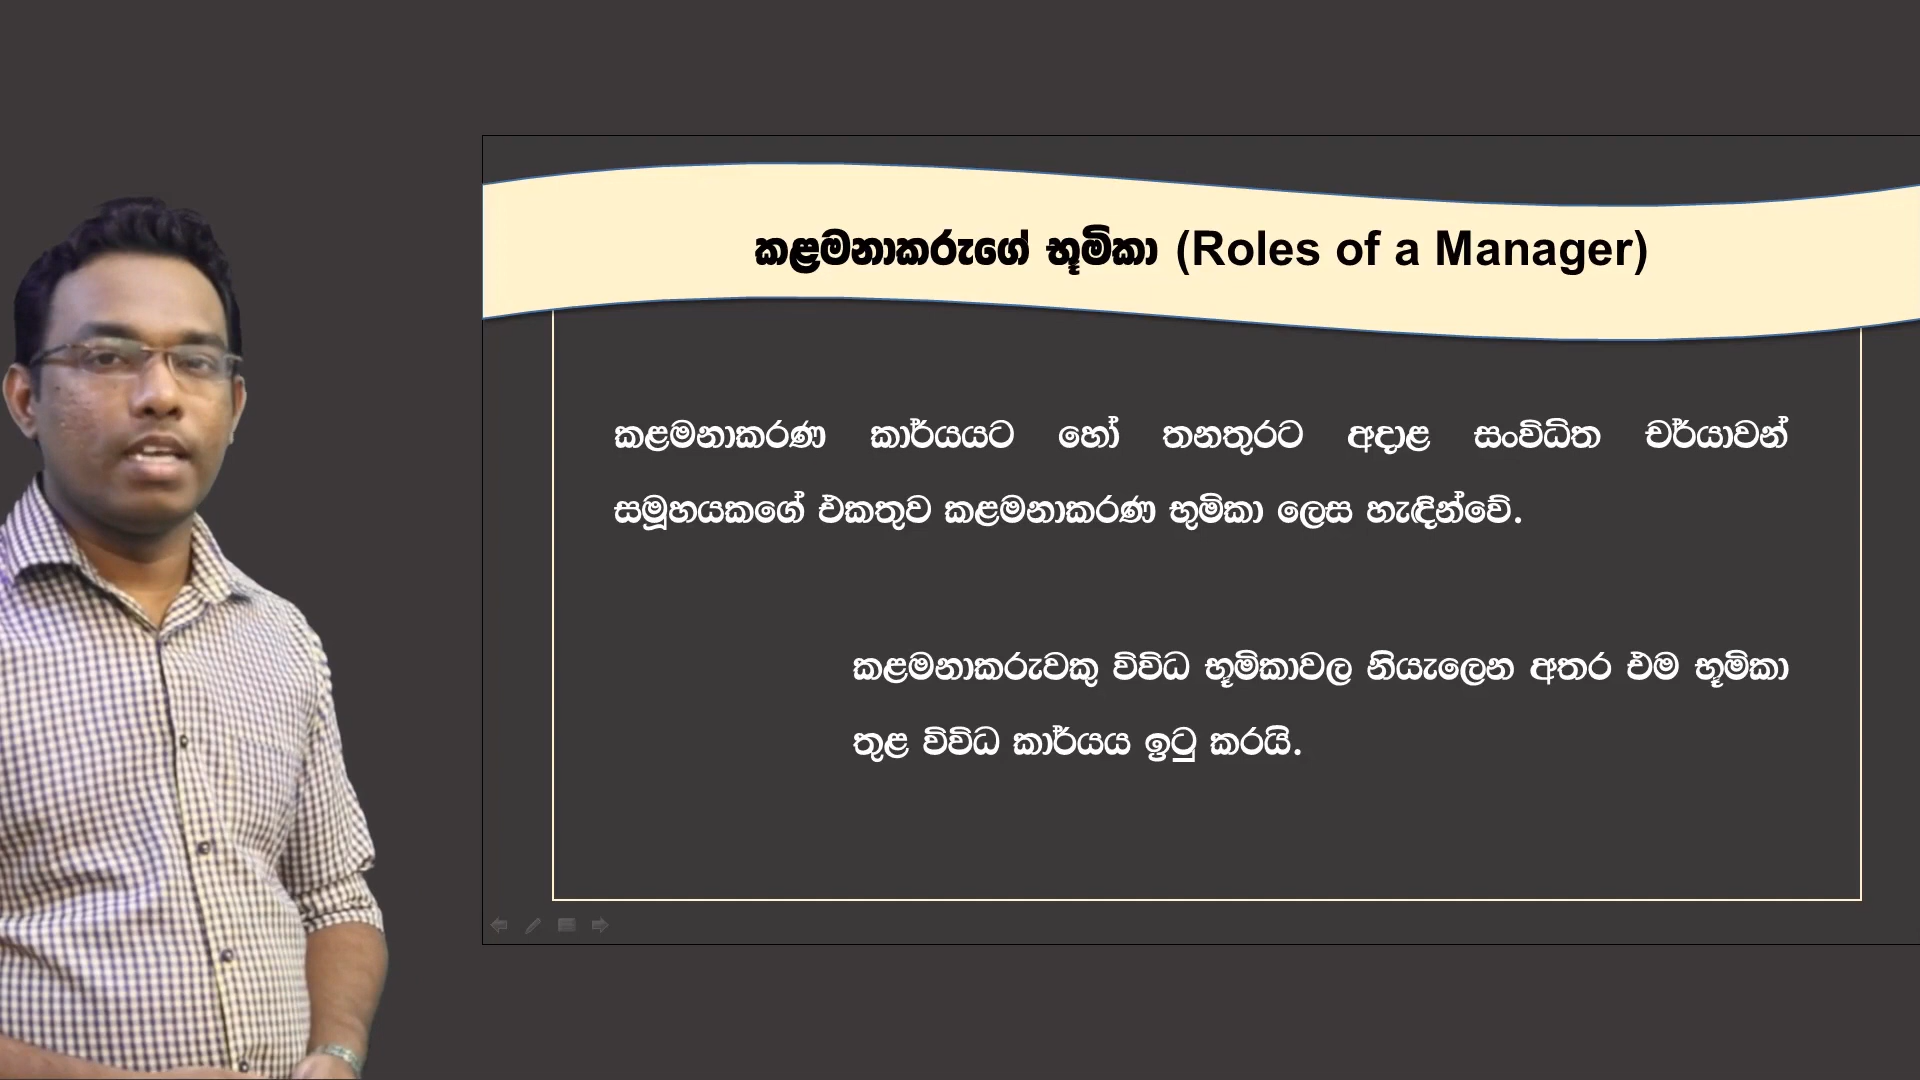 කළමනාකරුගේ භූමිකා (Roles of a Manager)
කළමනාකරණ කාර්යයට හෝ තනතුරට අදාළ සංවිධිත චර්යාවන්
සමූහයකගේ එකතුව කළමනාකරණ භුමිකා ලෙස හැඳින්වේ.
කළමනාකරුවකු විවිධ භූමිකාවල නියැලෙන අතර එම භූමිකා
තුළ විවිධ කාර්යය ඉටු කරයි.